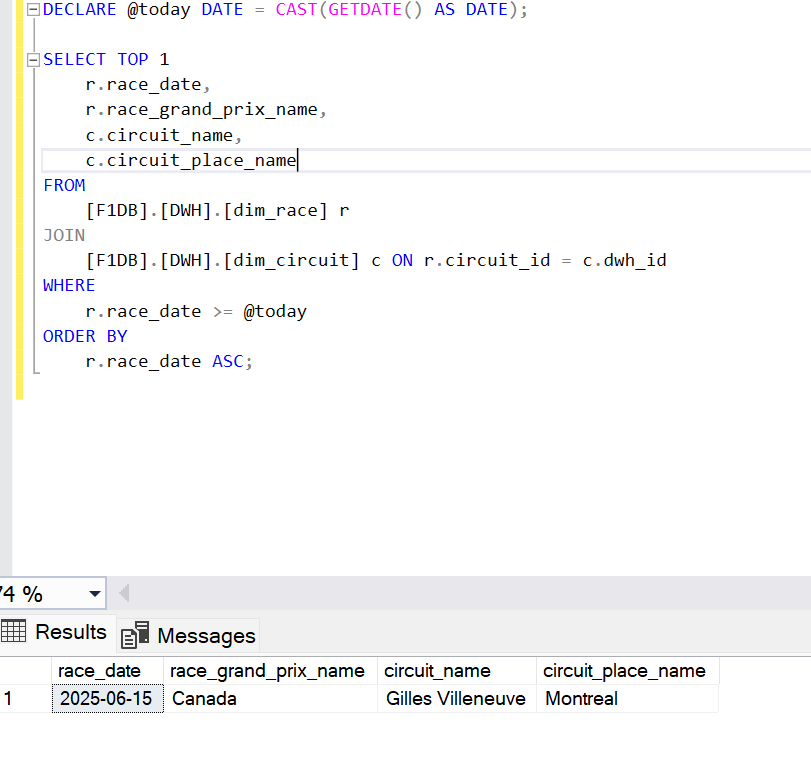 DECLARE @today DATE = CAST(GETDATE() AS DATE);
SELECT TOP 1
r.race_date,
r.race_grand_prix_name,
c.circuit_name,
c.circuit_place_name
FROM
[F1DB].[DWH].[dim_race] r
JOIN
[F1DB].[DWH].[dim_circuit] c ON r.circuit_id = c.dwh_id
WHERE
r.race_date >= @today
ORDER BY
r.race_date ASC;
74 %
Results Messages
race_date race_grand_prix_name circuit_name circuit_place_name
1 2025-06-15 Canada Gilles Villeneuve Montreal